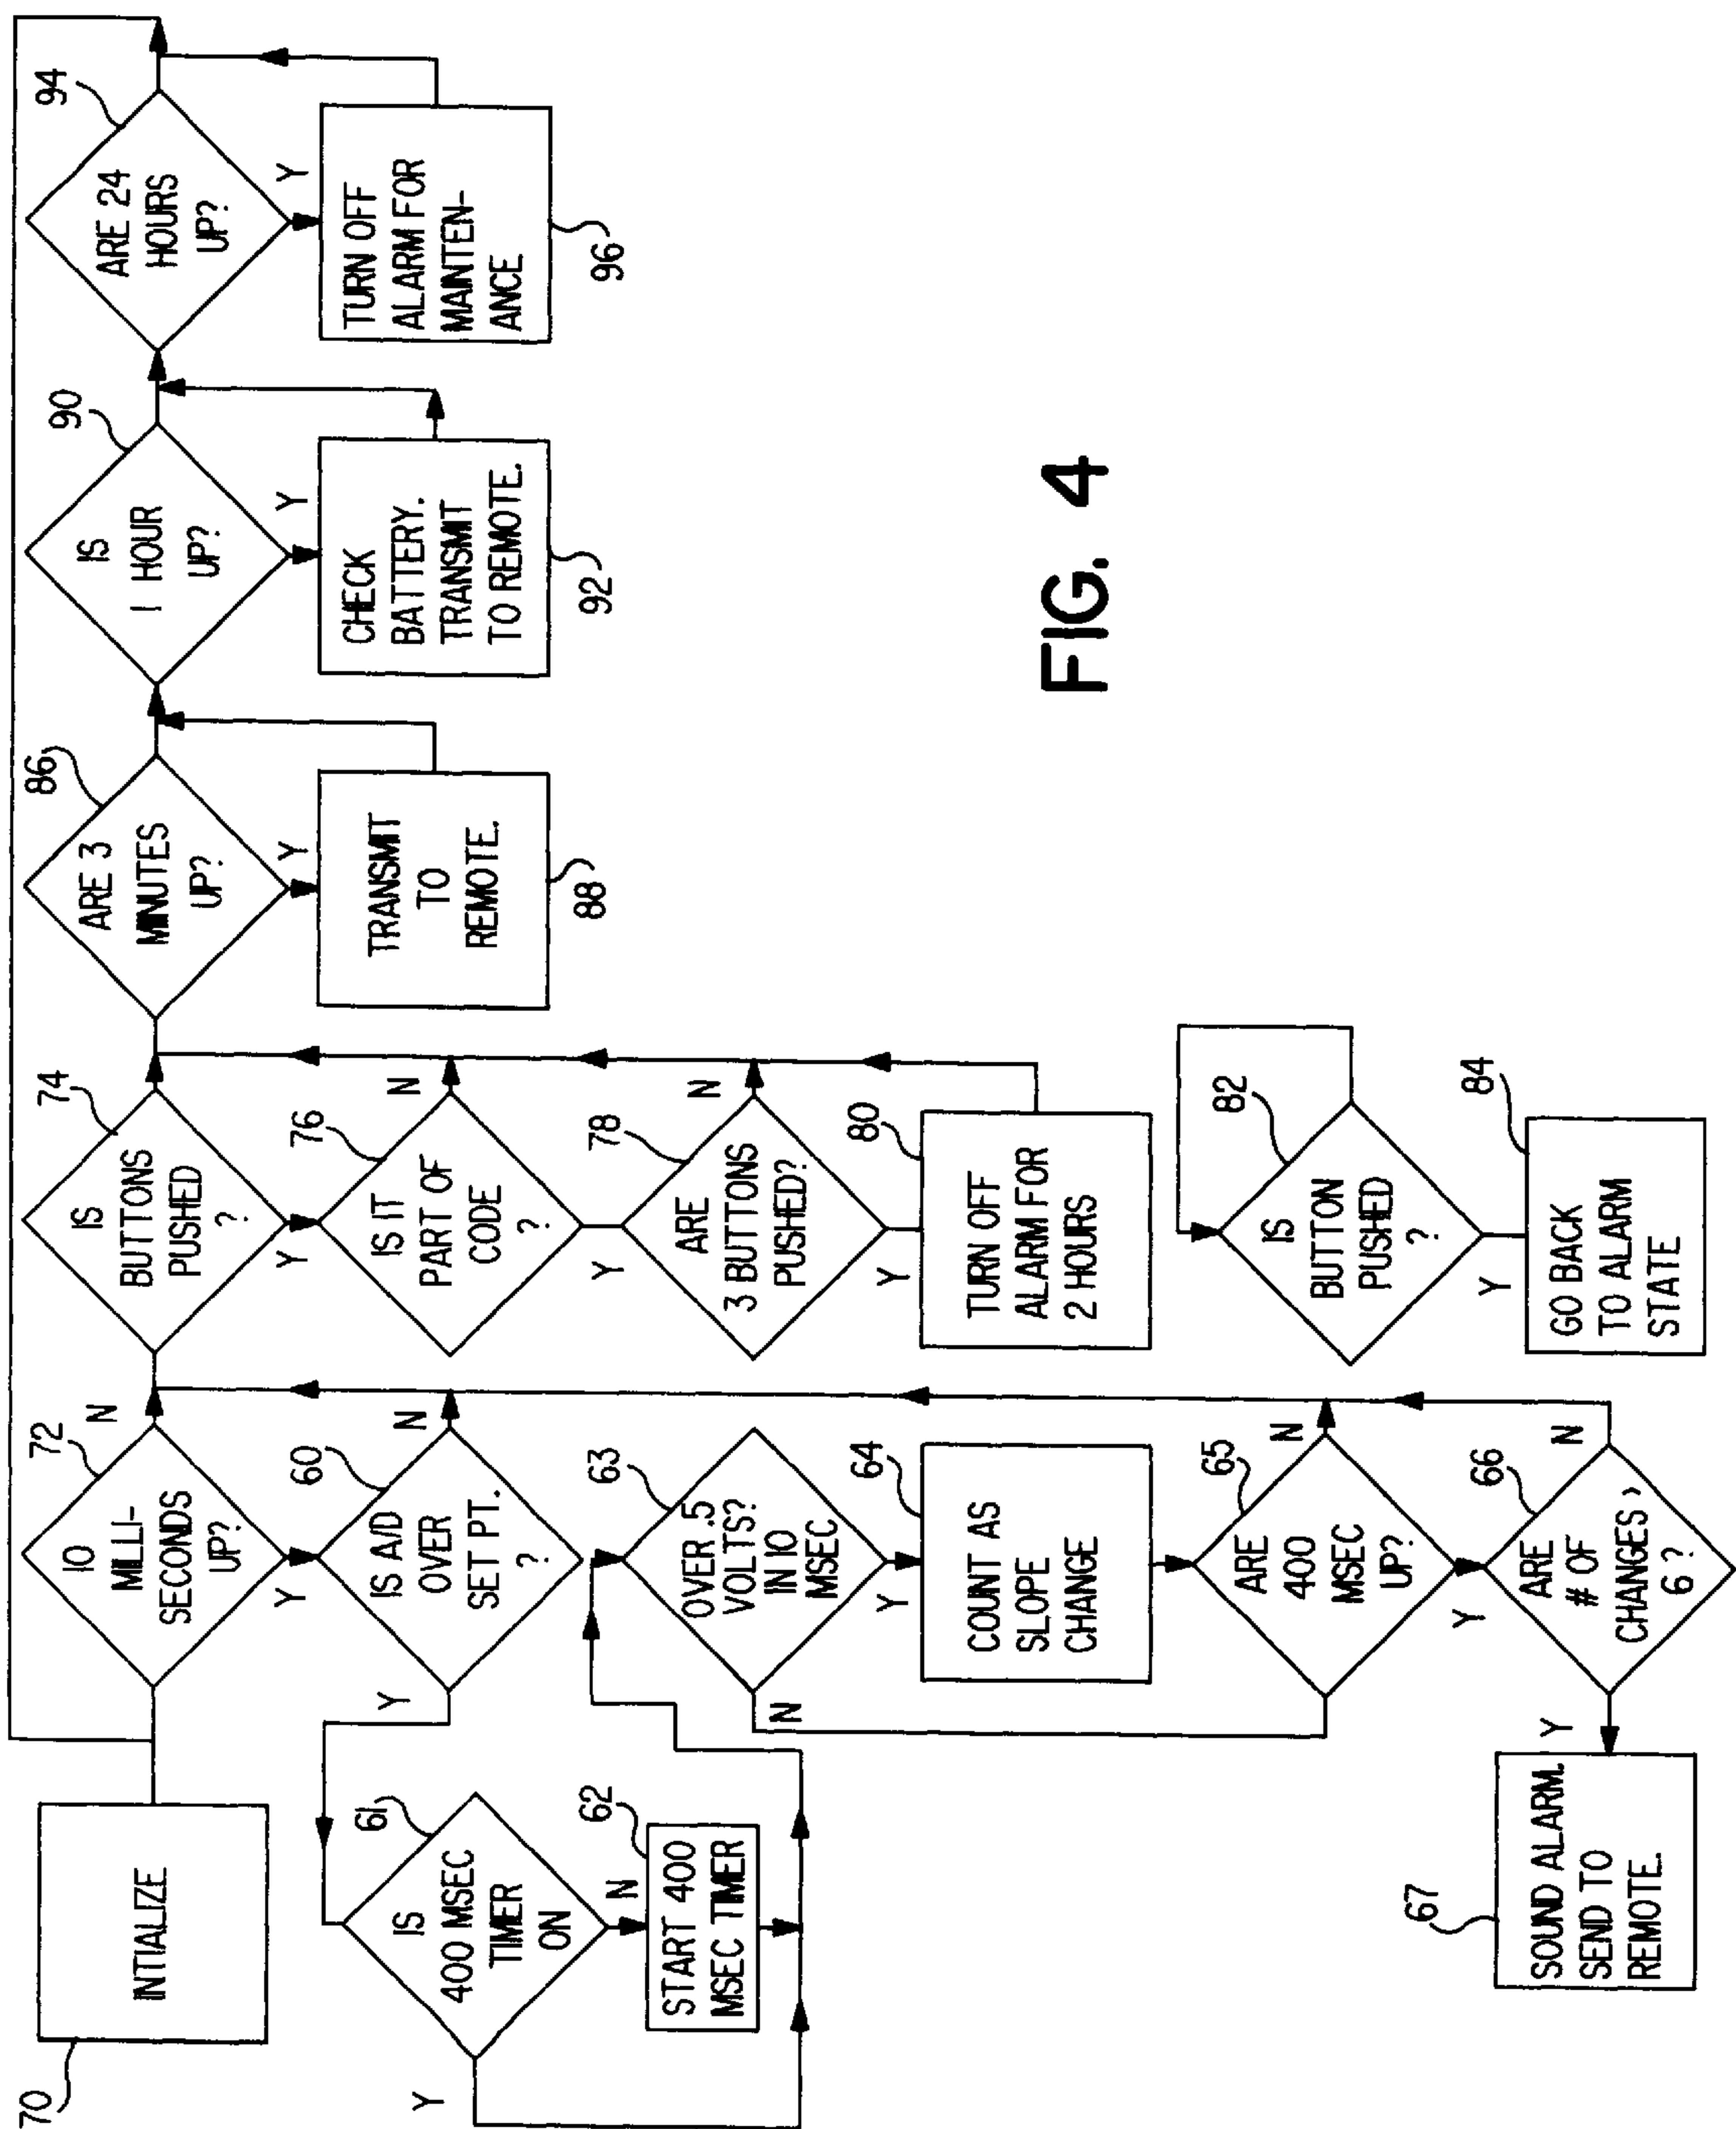 70
INTIALIZE
72
10
MILLI-
SECONDS
UP?
N
Y
74
IS
BUTTONS
PUSHED
?
Y
86
ARE 3
MINUTES
UP?
Y
90
IS
1 HOUR
UP?
Y
94
ARE 24
HOURS
UP?
Y
60
IS A/D
OVER
SET PT.
?
N
Y
76
IS IT
PART OF
CODE
?
N
Y
TRANSMIT
TO
REMOTE.
88
CHECK
BATTERY.
TRANSMIT
TO REMOTE.
92
TURN OFF
ALARM FOR
MAINTEN-
ANCE
96
61
IS
400 MSEC
TIMER
ON
N
Y
62
START 400
MSEC TIMER
63
OVER .5
VOLTS?
IN 10
MSEC
Y
N
78
ARE
3 BUTTONS
PUSHED?
N
Y
64
COUNT AS
SLOPE
CHANGE
80
TURN OFF
ALARM FOR
2 HOURS
65
ARE
400
MSEC
UP?
N
Y
82
IS
BUTTON
PUSHED
?
Y
67
SOUND ALARM.
SEND TO
REMOTE.
66
ARE
# OF
CHANGES >
6 ?
N
Y
84
GO BACK
TO ALARM
STATE
FIG. 4